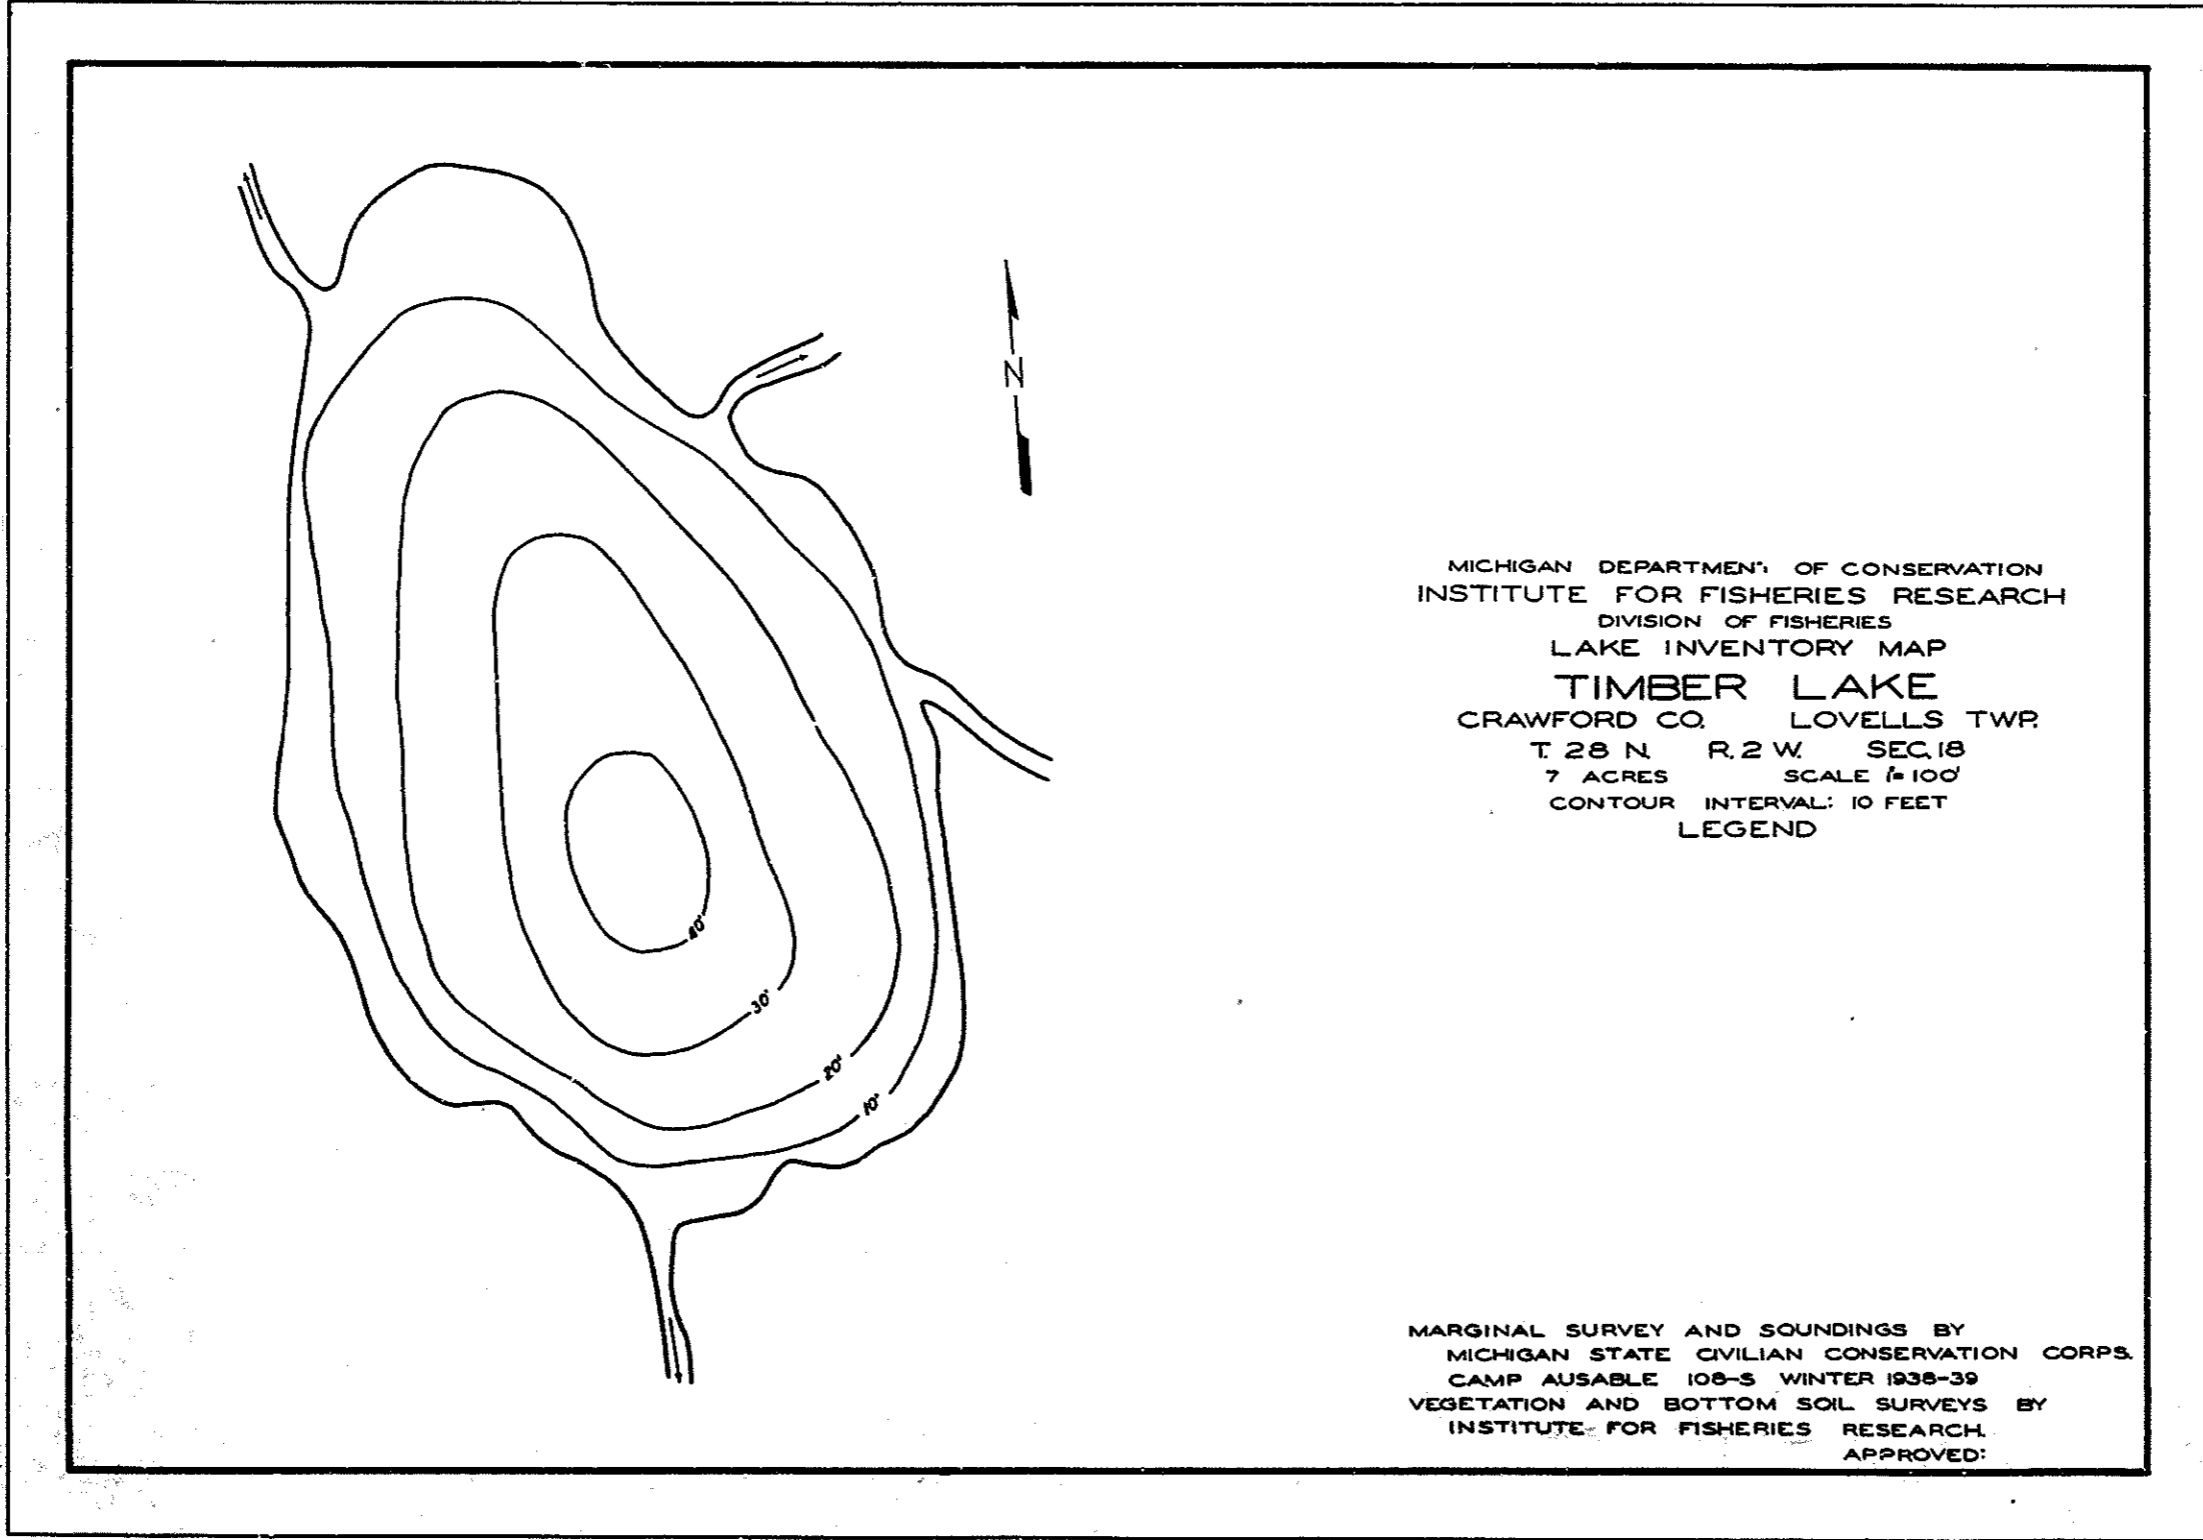 N
MICHIGAN DEPARTMENT OF CONSERVATION
INSTITUTE FOR FISHERIES RESEARCH
DIVISION OF FISHERIES
LAKE INVENTORY MAP
TIMBER LAKE
CRAWFORD CO. LOVELLS TWP.
T. 28 N. R. 2 W. SEC. 18
7 ACRES SCALE 1"=100'
CONTOUR INTERVAL: 10 FEET
LEGEND
40'
30'
20'
10'
MARGINAL SURVEY AND SOUNDINGS BY
MICHIGAN STATE CIVILIAN CONSERVATION CORPS.
CAMP AUSABLE 108-S WINTER 1938-39
VEGETATION AND BOTTOM SOIL SURVEYS BY
INSTITUTE FOR FISHERIES RESEARCH.
APPROVED: